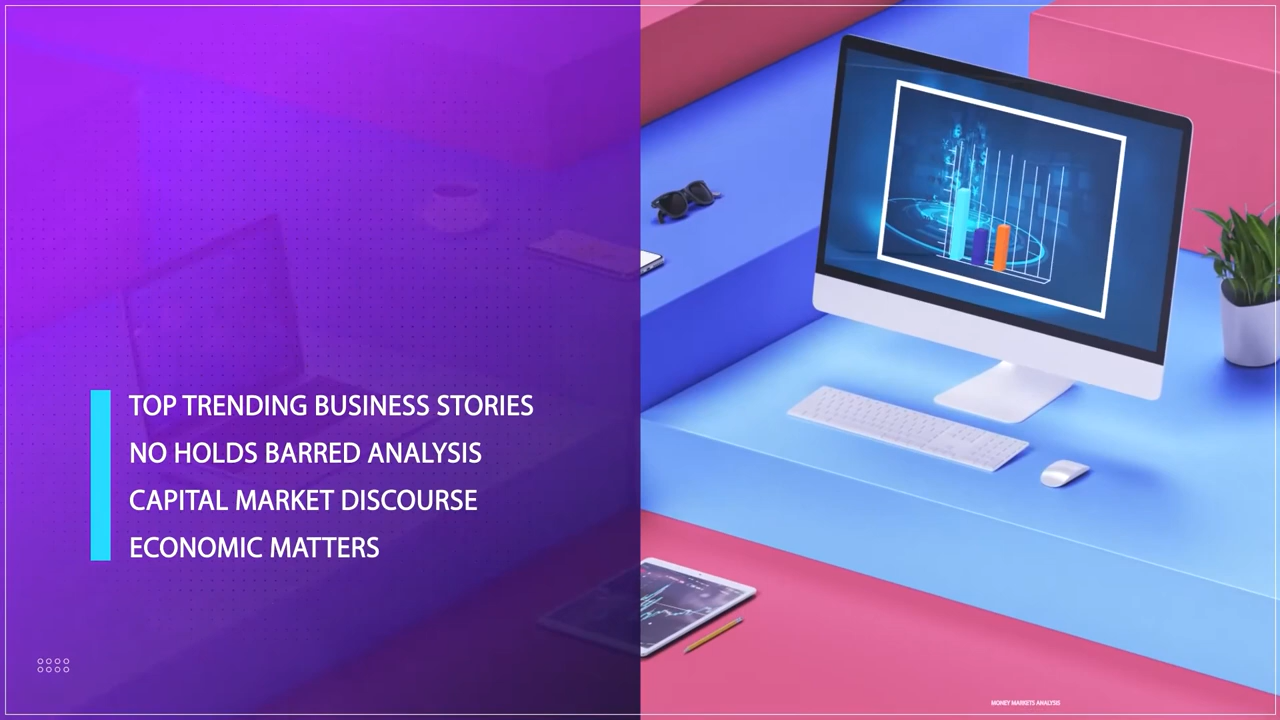 TOP TRENDING BUSINESS STORIES
NO HOLDS BARRED ANALYSIS
CAPITAL MARKET DISCOURSE
ECONOMIC MATTERS
MONEY MARKETS ANALYSIS